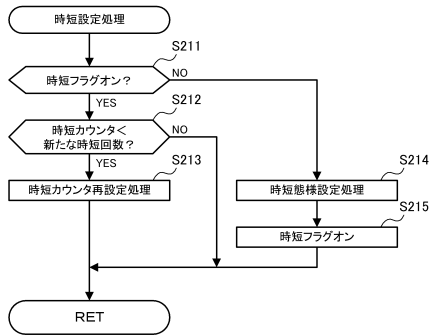 時短設定処理
S211
時短フラグオン？
NO
YES
S212
時短カウンタ＜
新たな時短回数？
NO
YES
S213
時短カウンタ再設定処理
S214
時短態様設定処理
S215
時短フラグオン
RET